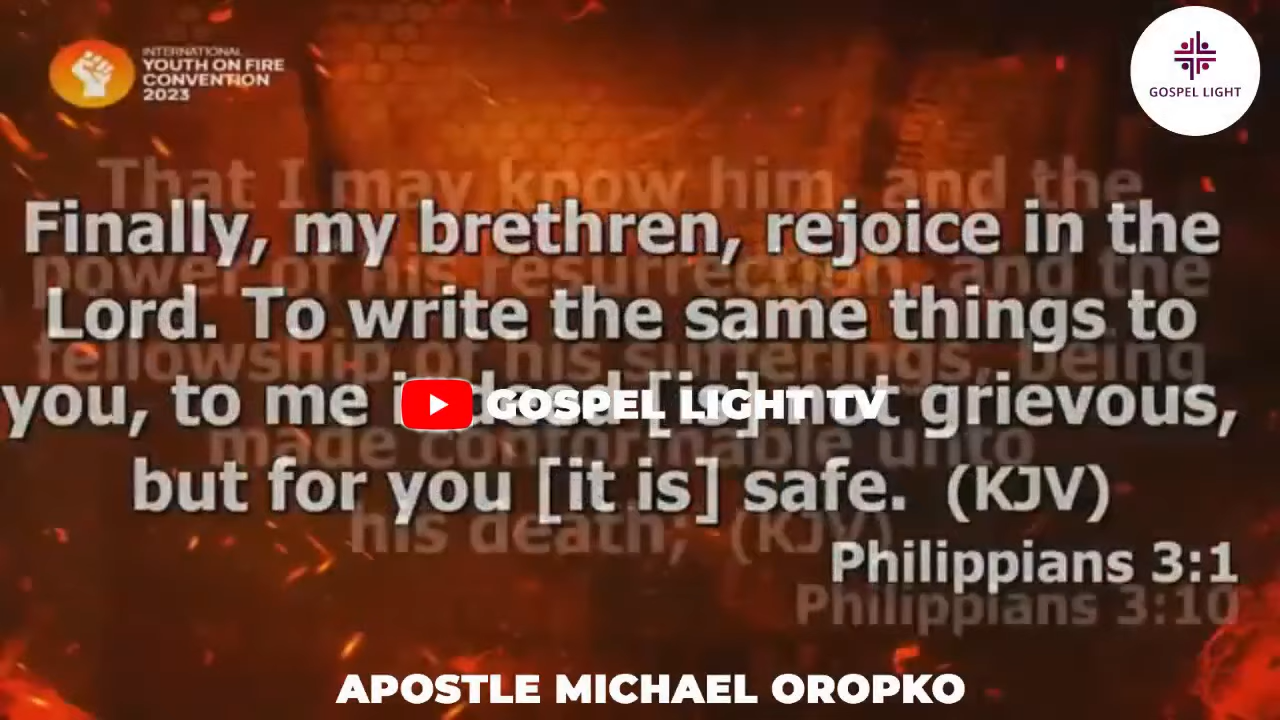 INTERNATIONAL
YOUTH ON FIRE
CONVENTION
2023
GOSPEL LIGHT
That I may know him, and the
Finally, my brethren, rejoice in the
power of his resurrection, and the
Lord. To write the same things to
fellowship of his sufferings, being
you, to me indeed [is] not grievous,
GOSPEL LIGHT TV
made conformable unto
but for you [it is] safe. (KJV)
his death; (KJV)
Philippians 3:1
Philippians 3:10
APOSTLE MICHAEL OROPKO